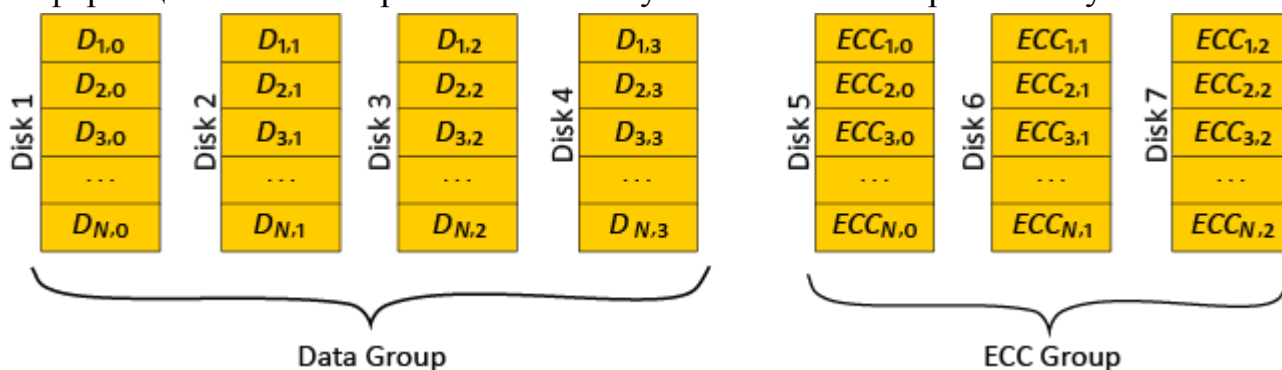 D1,0 D1,1 D1,2 D1,3 ECC1,0 ECC1,1 ECC1,2
D2,0 D2,1 D2,2 D2,3 ECC2,0 ECC2,1 ECC2,2
D3,0 D3,1 D3,2 D3,3 ECC3,0 ECC3,1 ECC3,2
... ... ... ... ... ... ...
DN,0 DN,1 DN,2 DN,3 ECCN,0 ECCN,1 ECCN,2
Disk 1
Disk 2
Disk 3
Disk 4
Disk 5
Disk 6
Disk 7
Data Group ECC Group